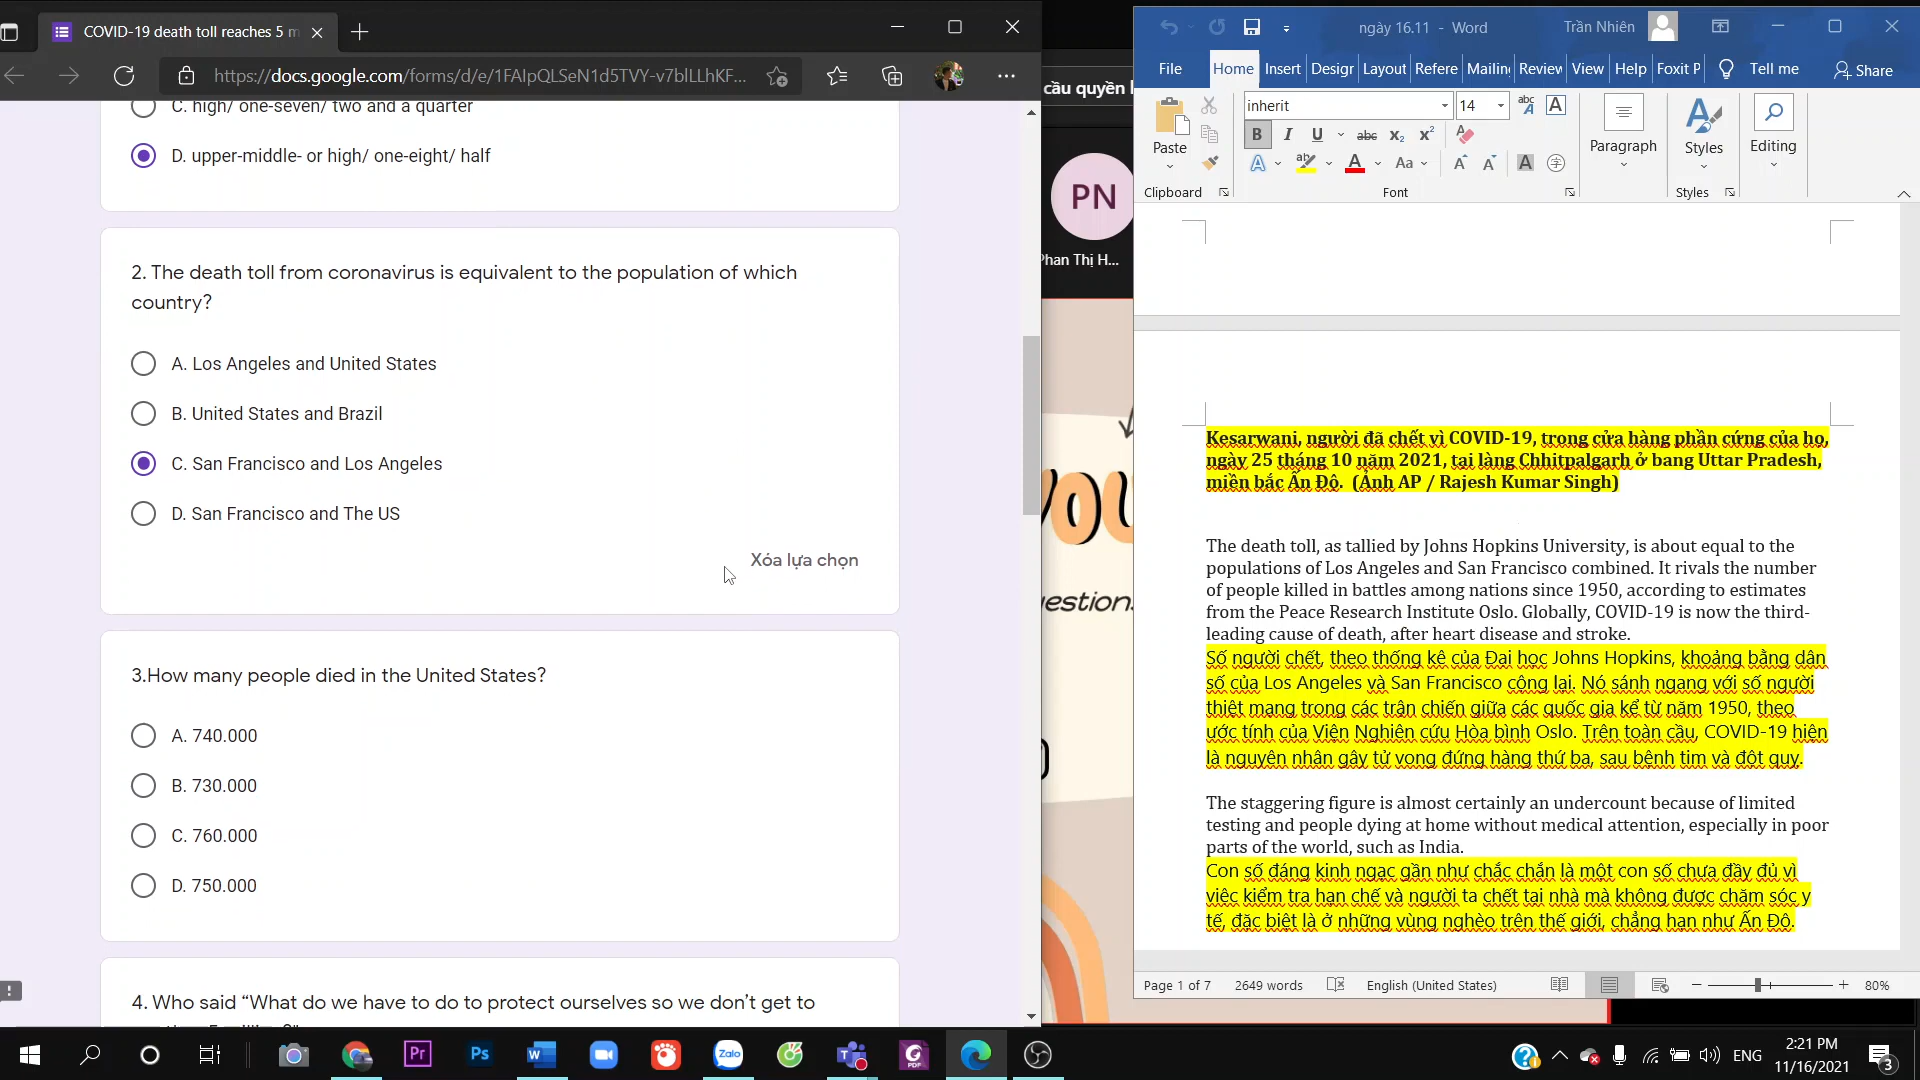 COVID-19 death toll reaches 5 m
https://docs.google.com/forms/d/e/1FAIpQLSeN1d5TVY-v7blLLhKF...
C. high/ one-seven/ two and a quarter
D. upper-middle- or high/ one-eight/ half
2. The death toll from coronavirus is equivalent to the population of which
country?
A. Los Angeles and United States
B. United States and Brazil
C. San Francisco and Los Angeles
D. San Francisco and The US
Xóa lựa chọn
3.How many people died in the United States?
A. 740.000
B. 730.000
C. 760.000
D. 750.000
4. Who said “What do we have to do to protect ourselves so we don’t get to
cầu quyền
PN
Phan Thị H...
YOU
estion
ngày 16.11 - Word
Trần Nhiên
File Home Insert Desigr Layout Refere Mailing Review View Help Foxit P Tell me Share
inherit 14
Paste
Paragraph
Styles
Editing
Clipboard
Font
Styles
Kesarwani, người đã chết vì COVID-19, trong cửa hàng phần cứng của họ,
ngày 25 tháng 10 năm 2021, tại làng Chhitpalgarh ở bang Uttar Pradesh,
miền bắc Ấn Độ. (Ảnh AP / Rajesh Kumar Singh)
The death toll, as tallied by Johns Hopkins University, is about equal to the
populations of Los Angeles and San Francisco combined. It rivals the number
of people killed in battles among nations since 1950, according to estimates
from the Peace Research Institute Oslo. Globally, COVID-19 is now the third-
leading cause of death, after heart disease and stroke.
Số người chết, theo thống kê của Đại học Johns Hopkins, khoảng bằng dân
số của Los Angeles và San Francisco cộng lại. Nó sánh ngang với số người
thiệt mạng trong các trận chiến giữa các quốc gia kể từ năm 1950, theo
ước tính của Viện Nghiên cứu Hòa bình Oslo. Trên toàn cầu, COVID-19 hiện
là nguyên nhân gây tử vong đứng hàng thứ ba, sau bệnh tim và đột quỵ.
The staggering figure is almost certainly an undercount because of limited
testing and people dying at home without medical attention, especially in poor
parts of the world, such as India.
Con số đáng kinh ngạc gần như chắc chắn là một con số chưa đầy đủ vì
việc kiểm tra hạn chế và người ta chết tại nhà mà không được chăm sóc y
tế, đặc biệt là ở những vùng nghèo trên thế giới, chẳng hạn như Ấn Độ.
Page 1 of 7 2649 words English (United States) 80%
ENG
2:21 PM
11/16/2021
3